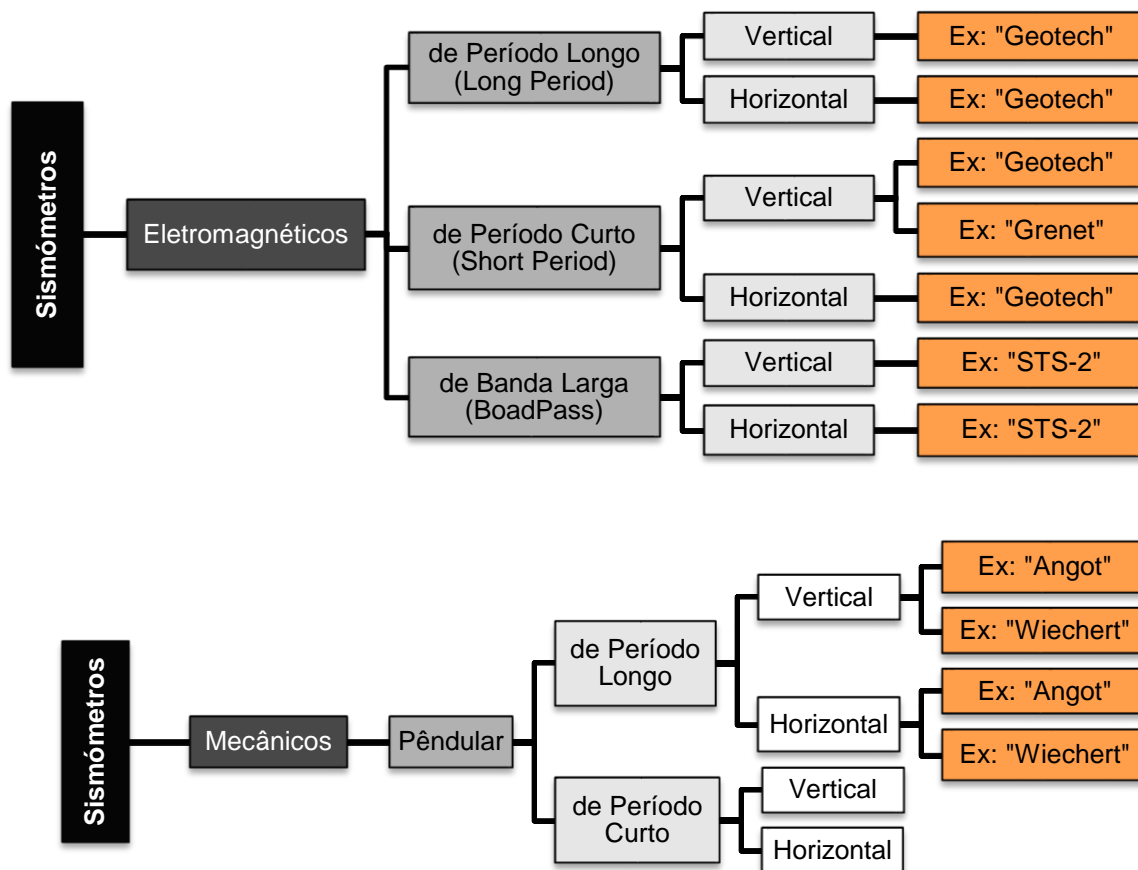 Sismómetros
Eletromagnéticos
de Período Longo
(Long Period)
Vertical
Ex: "Geotech"
Horizontal
Ex: "Geotech"
de Período Curto
(Short Period)
Vertical
Ex: "Geotech"
Ex: "Grenet"
Horizontal
Ex: "Geotech"
de Banda Larga
(BoadPass)
Vertical
Ex: "STS-2"
Horizontal
Ex: "STS-2"
Sismómetros
Mecânicos
Pêndular
de Período
Longo
Vertical
Ex: "Angot"
Ex: "Wiechert"
Horizontal
Ex: "Angot"
Ex: "Wiechert"
de Período
Curto
Vertical
Horizontal